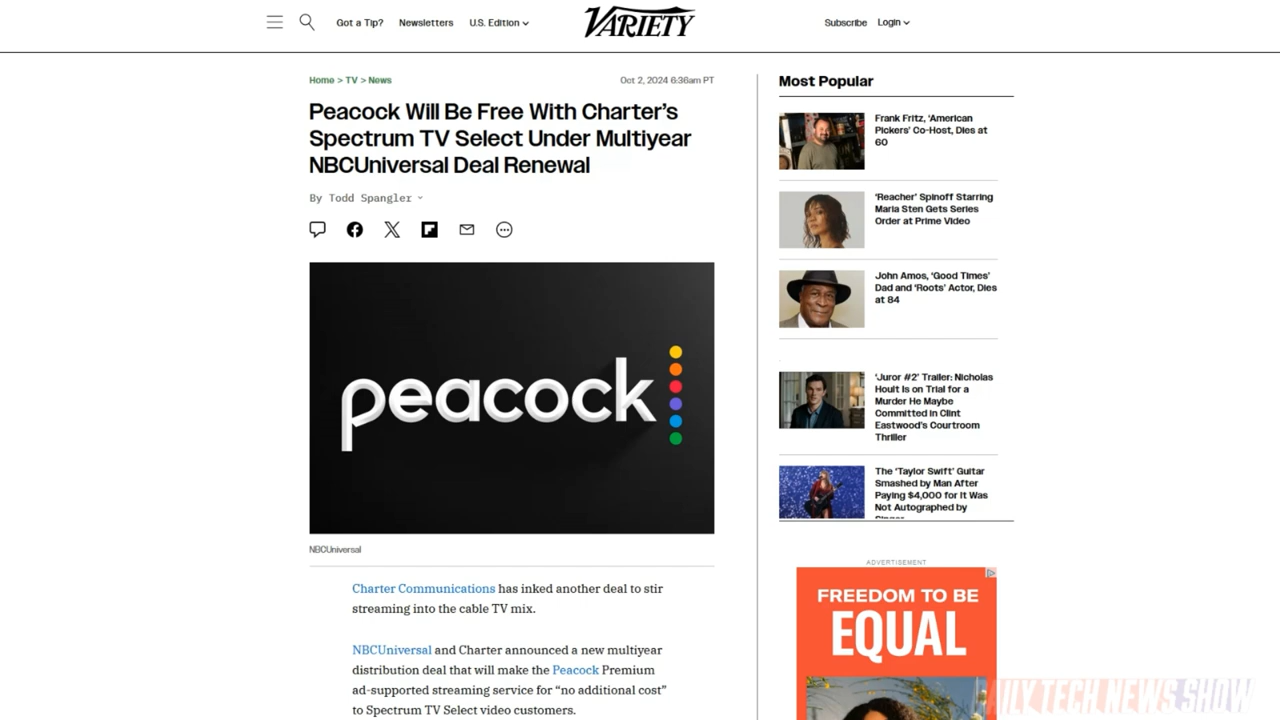 Got a Tip?
Newsletters
U.S. Edition
VARIETY
Subscribe
Login
Home > TV > News
Oct 2, 2024 6:36am PT
Peacock Will Be Free With Charter's
Spectrum TV Select Under Multiyear
NBCUniversal Deal Renewal
By Todd Spangler
peacock
NBCUniversal
Charter Communications has inked another deal to stir
streaming into the cable TV mix.
NBCUniversal and Charter announced a new multiyear
distribution deal that will make the Peacock Premium
ad-supported streaming service for “no additional cost”
to Spectrum TV Select video customers.
Most Popular
Frank Fritz, ‘American
Pickers’ Co-Host, Dies at
60
‘Reacher’ Spinoff Starring
Maria Sten Gets Series
Order at Prime Video
John Amos, ‘Good Times’
Dad and ‘Roots’ Actor, Dies
at 84
‘Juror #2’ Trailer: Nicholas
Hoult Is on Trial for a
Murder He Maybe
Committed in Clint
Eastwood’s Courtroom
Thriller
The ‘Taylor Swift’ Guitar
Smashed by Man After
Paying $4,000 for It Was
Not Autographed by
ADVERTISEMENT
FREEDOM TO BE
EQUAL
AILY TECH NEWS SHOW